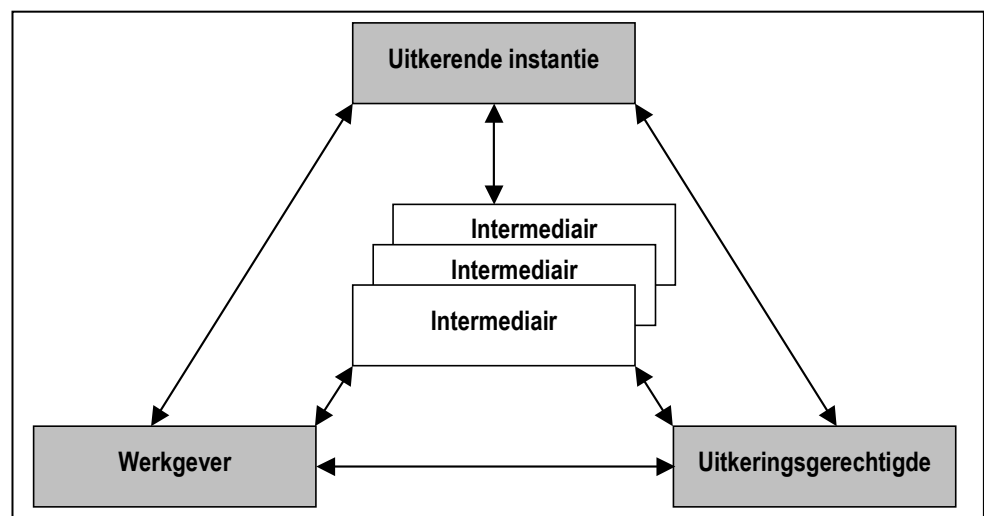 Uitkerende instantie
Intermediair
Intermediair
Intermediair
Werkgever
Uitkeringsgerechtigde